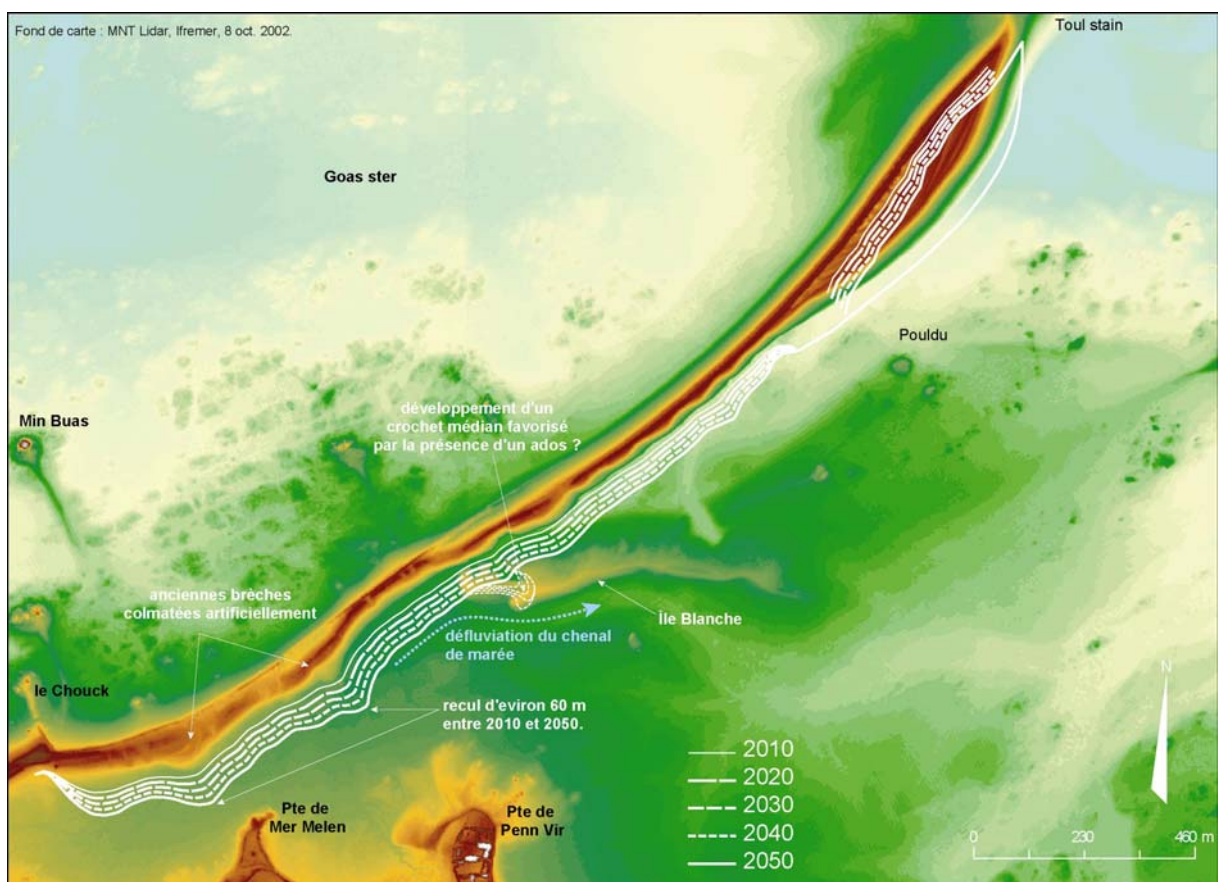 Fond de carte : MNT Lidar, Ifremer, 8 oct. 2002.
Toul stain
Goas ster
Pouldu
développement d'un
crochet médian favorisé
par la présence d'un ados ?
Min Buas
anciennes brèches
colmatées artificiellement
Île Blanche
défluviation du chenal
de marée
le Chouck
recul d'eviron 60 m
entre 2010 et 2050.
N
Pte de
Mer Melen
Pte de
Penn Vir
2010
2020
2030
2040
2050
0 230 460 m